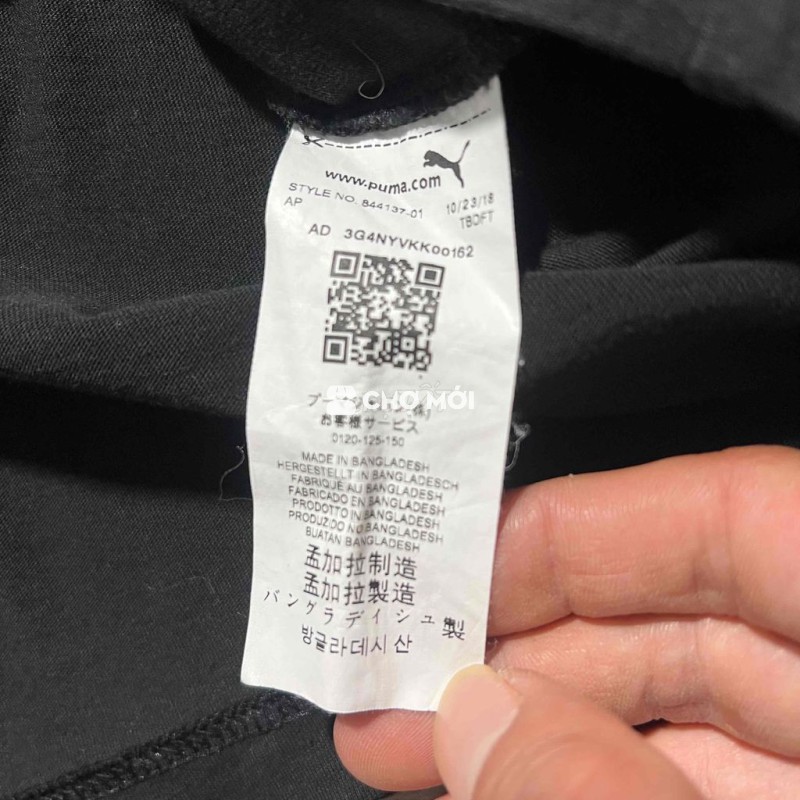 www.puma.com
STYLE NO. 844137-01 10/23/18
AP TBOFT
AD 3G4NYVKK00162
CHỢ MỚI
お客様サービス
0120-125-150
MADE IN BANGLADESH
HERGESTELLT IN BANGLADESCH
FABRIQUE AU BANGLADESH
FABRICADO EN BANGLADESH
PRODOTTO IN BANGLADESH
PRODUZIDO NO BANGLADESH
BUATAN BANGLADESH
孟加拉制造
孟加拉製造
バングラデイシュ製
방글라데시 산